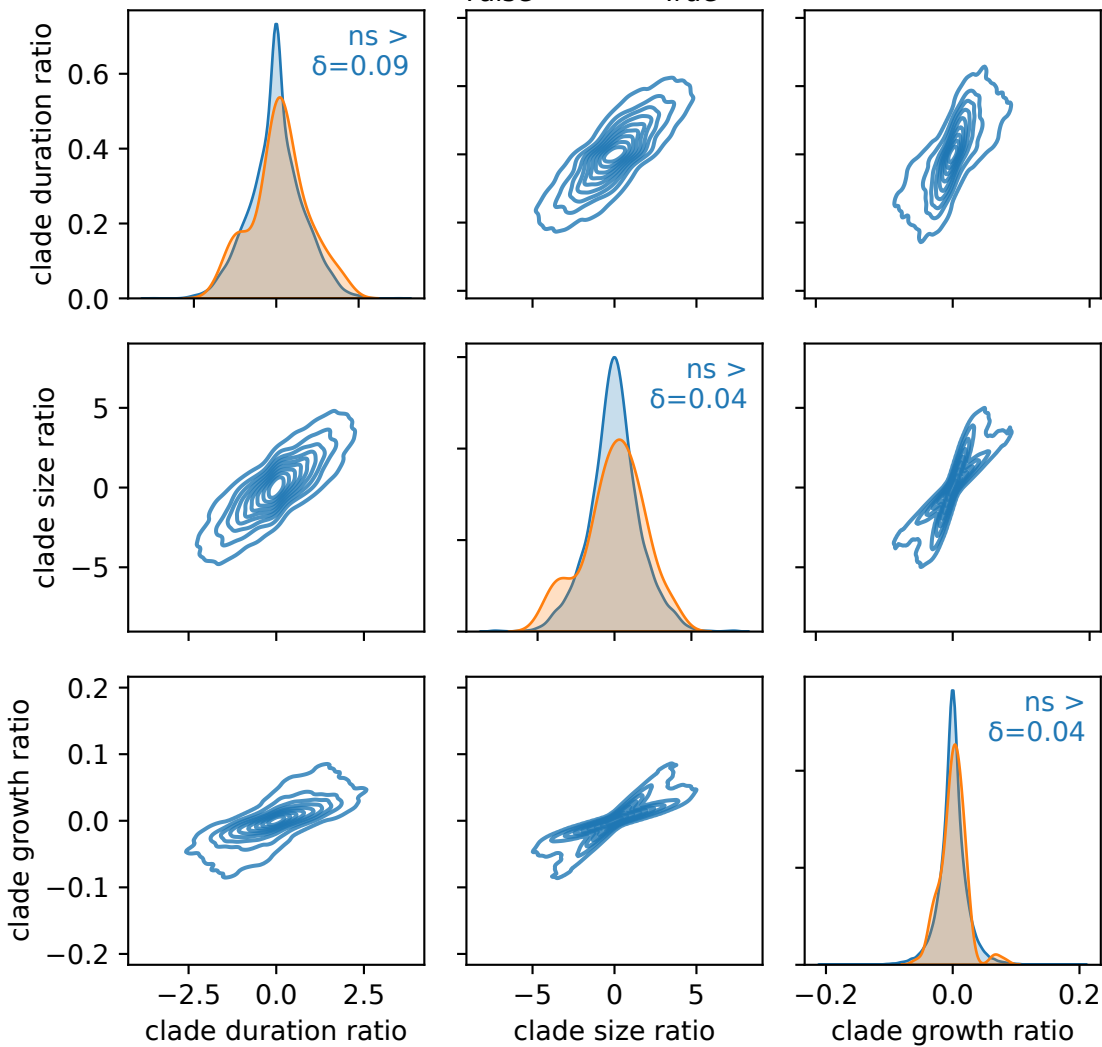 clade duration ratio
0.6
0.4
0.2
0.0
ns >
δ=0.09
clade size ratio
5
0
−5
ns >
δ=0.04
clade growth ratio
0.2
0.1
0.0
−0.1
−0.2
ns >
δ=0.04
−2.5 0.0 2.5
−5 0 5
−0.2 0.0 0.2
clade duration ratio
clade size ratio
clade growth ratio